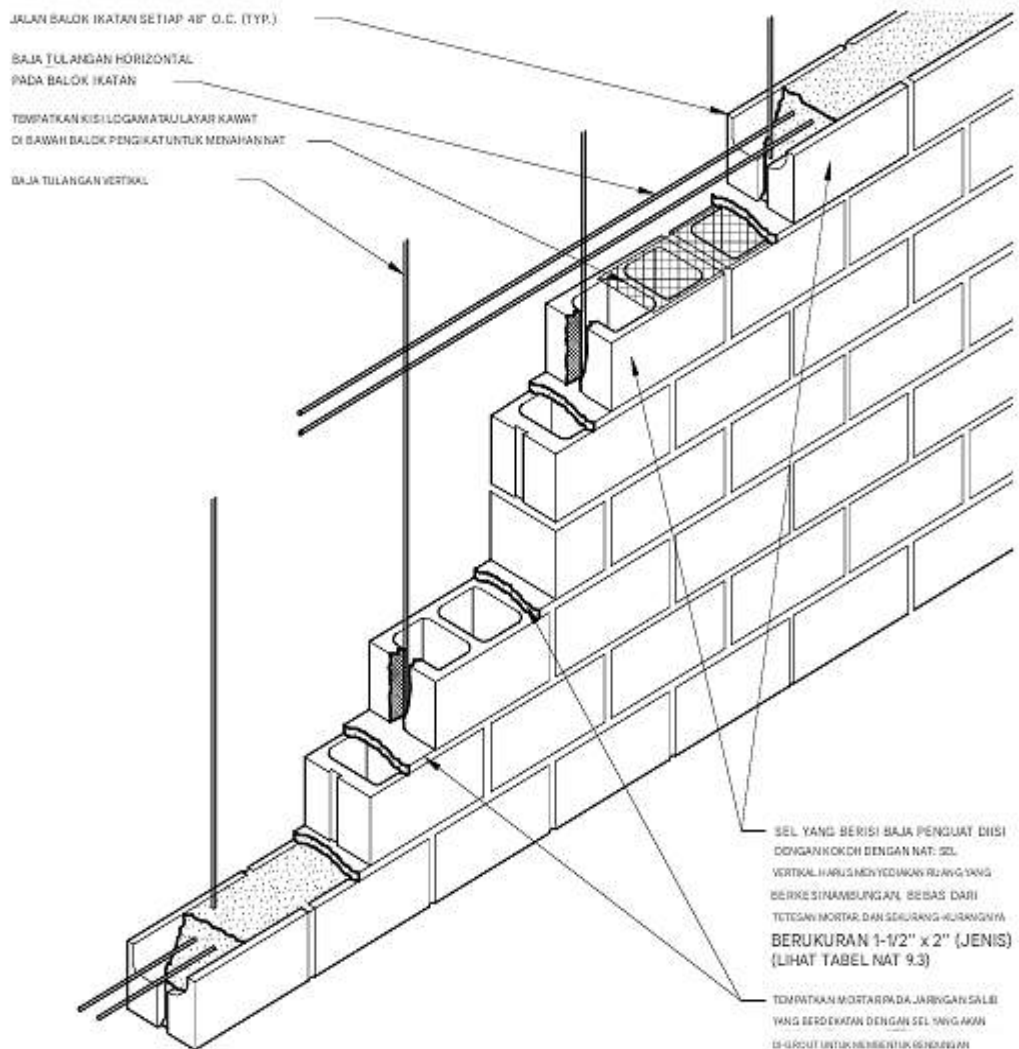 JALAN BALOK IKATAN SETIAP 48" O.C. (TYP.)
BAJA TULANGAN HORIZONTAL
PADA BALOK IKATAN
TEMPATKAN KISI LOGAM ATAU LAYAR KAWAT
DI BAWAH BALOK PENGIKAT UNTUK MENAHAN NAT
BAJA TULANGAN VERTIKAL
SEL YANG BERISI BAJA PENGUAT DIISI
DENGAN KOKOH DENGAN NAT: SEL
VERTIKAL HARUS MENYEDIAKAN RUANG YANG
BERKESINAMBUNGAN, BEBAS DARI
TETESAN MORTAR, DAN SEKURANG-KURANGNYA
BERUKURAN 1-1/2" x 2" (JENIS)
(LIHAT TABEL NAT 9.3)
TEMPATKAN MORTAR PADA JARINGAN SALIB
YANG BERDEKATAN DENGAN SEL YANG AKAN
DI-GROUT UNTUK MEMBENTUK BENDUNGAN